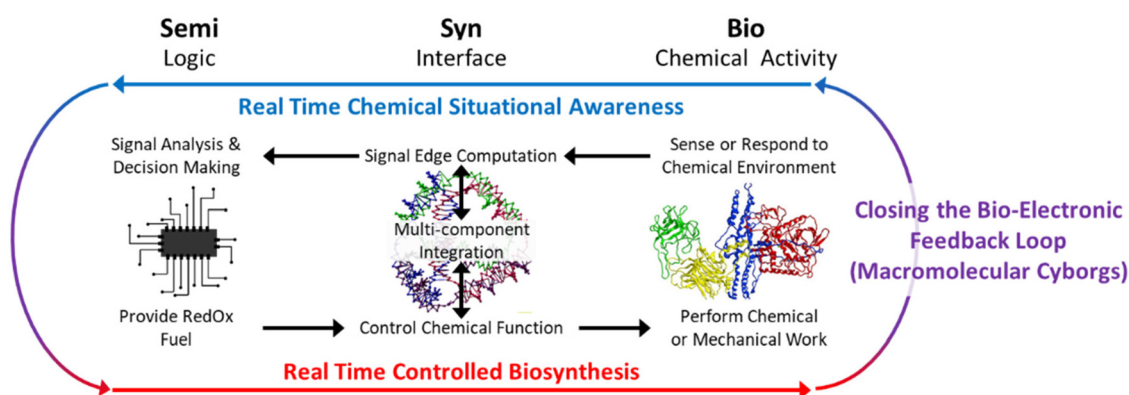 Semi
Logic
Syn
Interface
Bio
Chemical Activity
Real Time Chemical Situational Awareness
Signal Analysis &
Decision Making
Signal Edge Computation
Sense or Respond to
Chemical Environment
Multi-component
Integration
Closing the Bio-Electronic
Feedback Loop
(Macromolecular Cyborgs)
Provide RedOx
Fuel
Control Chemical Function
Perform Chemical
or Mechanical Work
Real Time Controlled Biosynthesis